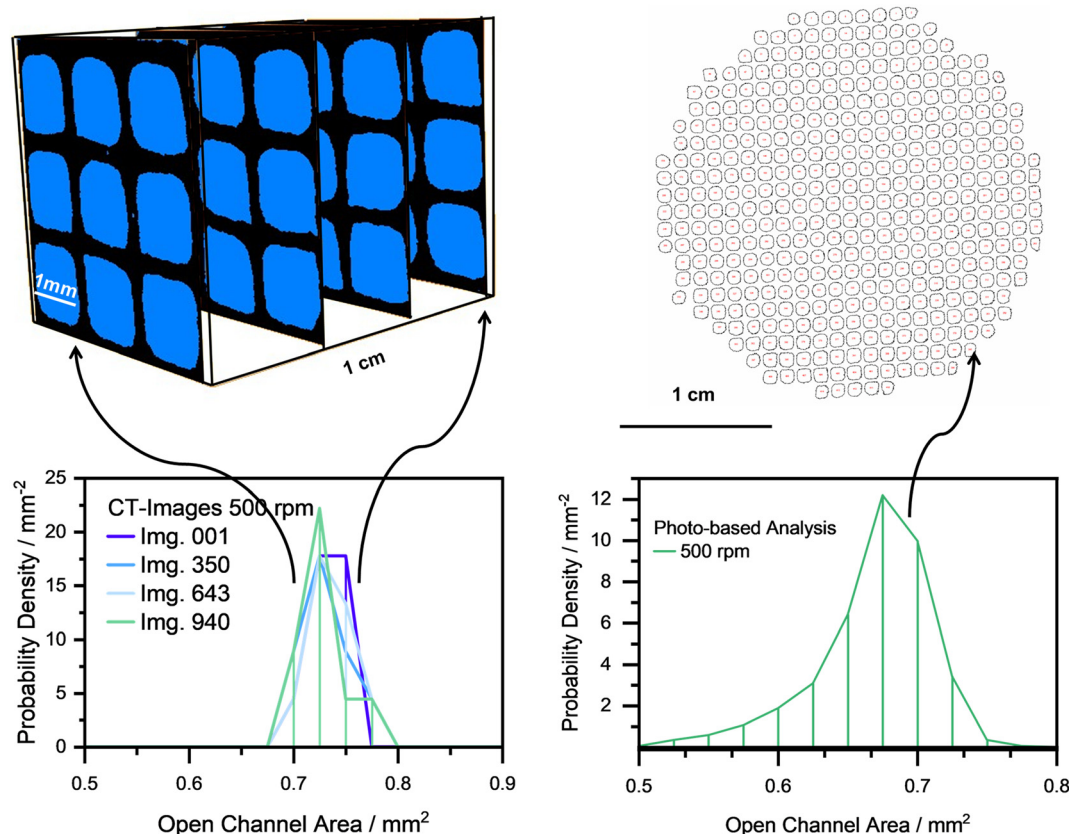 1mm
1 cm
1 cm
25
20
15
10
5
0
Probability Density / mm-2
CT-Images 500 rpm
Img. 001
Img. 350
Img. 643
Img. 940
0.5
0.6
0.7
0.8
0.9
Open Channel Area / mm2
12
10
8
6
4
2
Probability Density / mm-2
Photo-based Analysis
500 rpm
0.5
0.6
0.7
0.8
Open Channel Area / mm2